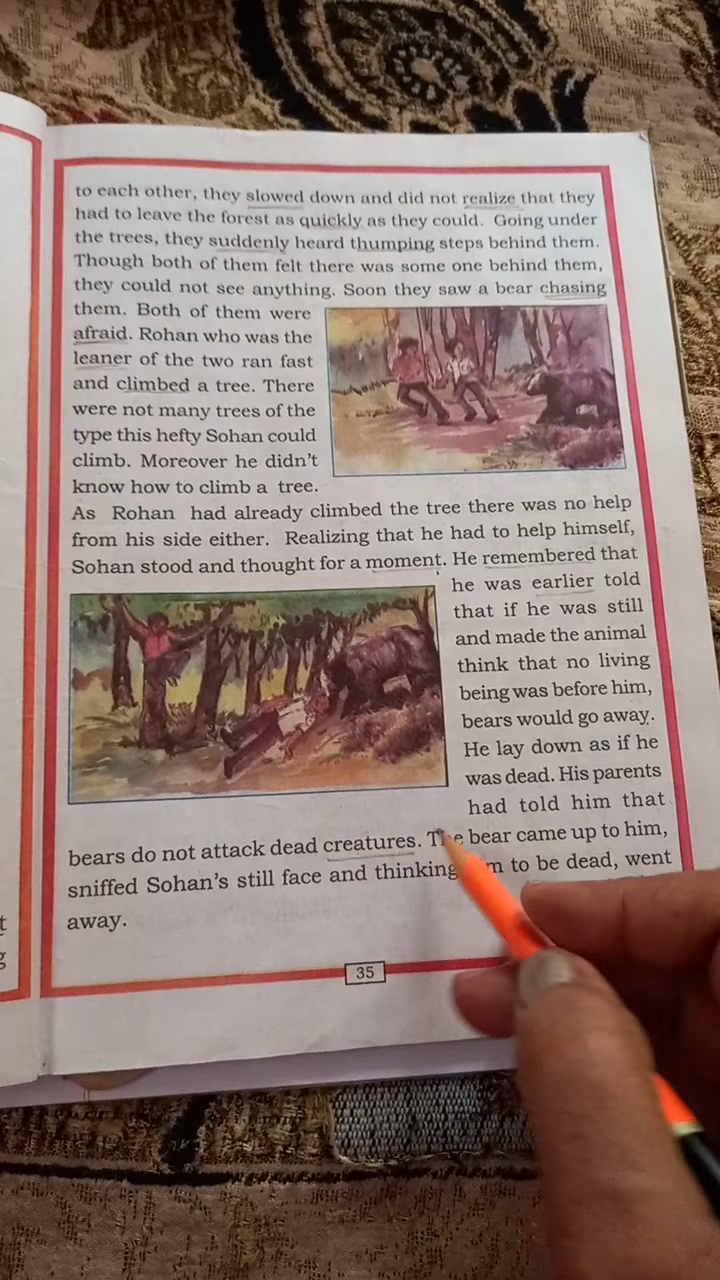 to each other, they slowed down and did not realize that they
had to leave the forest as quickly as they could. Going under
the trees, they suddenly heard thumping steps behind them.
Though both of them felt there was some one behind them,
they could not see anything. Soon they saw a bear chasing
them. Both of them were
afraid. Rohan who was the
leaner of the two ran fast
and climbed a tree. There
were not many trees of the
type this hefty Sohan could
climb. Moreover he didn't
know how to climb a tree.
As Rohan had already climbed the tree there was no help
from his side either. Realizing that he had to help himself,
Sohan stood and thought for a moment. He remembered that
he was earlier told
that if he was still
and made the animal
think that no living
being was before him,
bears would go away.
He lay down as if he
was dead. His parents
had told him that
bears do not attack dead creatures. The bear came up to him,
sniffed Sohan's still face and thinking to be dead, went
away.
35